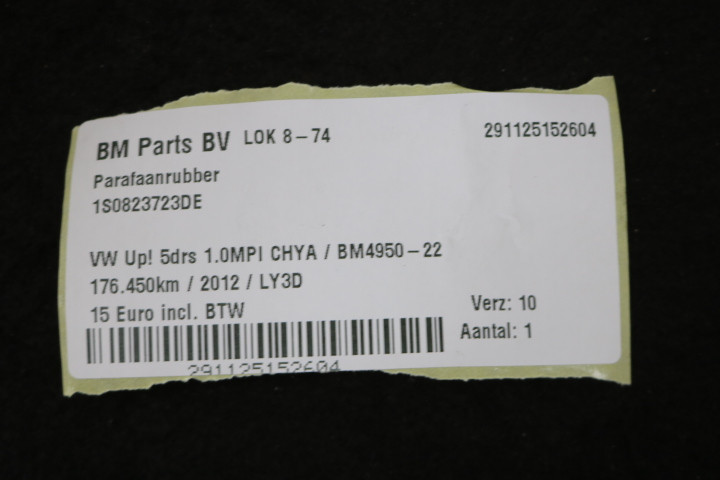 BM Parts BV LOK 8-74 291125152604
Parafaanrubber
1S0823723DE
VW Up! 5drs 1.0MPI CHYA / BM4950-22
176.450km / 2012 / LY3D
15 Euro incl. BTW Verz: 10
Aantal: 1
291125152604